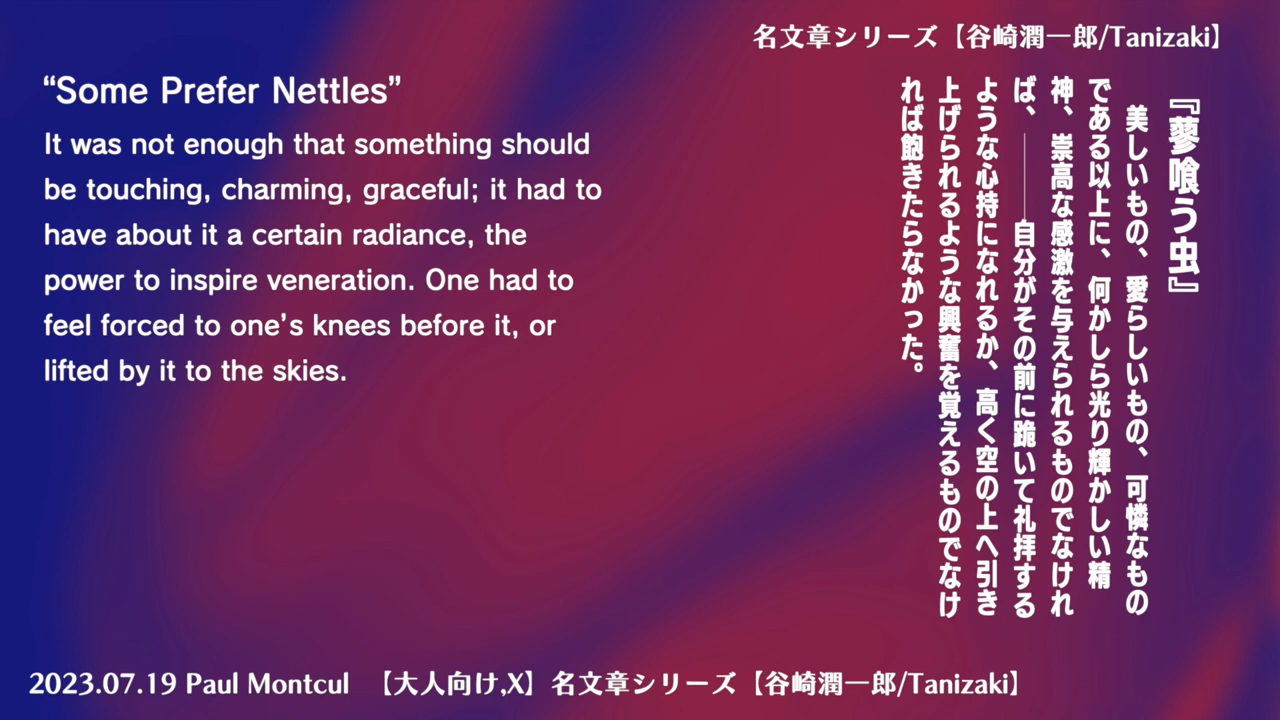 名文章シリーズ【谷崎潤一郎/Tanizaki】
“Some Prefer Nettles”
It was not enough that something should
be touching, charming, graceful; it had to
have about it a certain radiance, the
power to inspire veneration. One had to
feel forced to one’s knees before it, or
lifted by it to the skies.
『蓼喰う虫』
美しいもの、愛らしいもの、可憐なもの
である以上に、何かしら光り輝かしい精
神、崇高な感激を与えられるものでなけれ
ば、――自分がその前に跪いて礼拝する
ような心持になれるか、高く空の上へ引き
上げられるような興奮を覚えるものでなけ
れば飽きたらなかった。
2023.07.19 Paul Montcul 【大人向け,X】名文章シリーズ【谷崎潤一郎/Tanizaki】